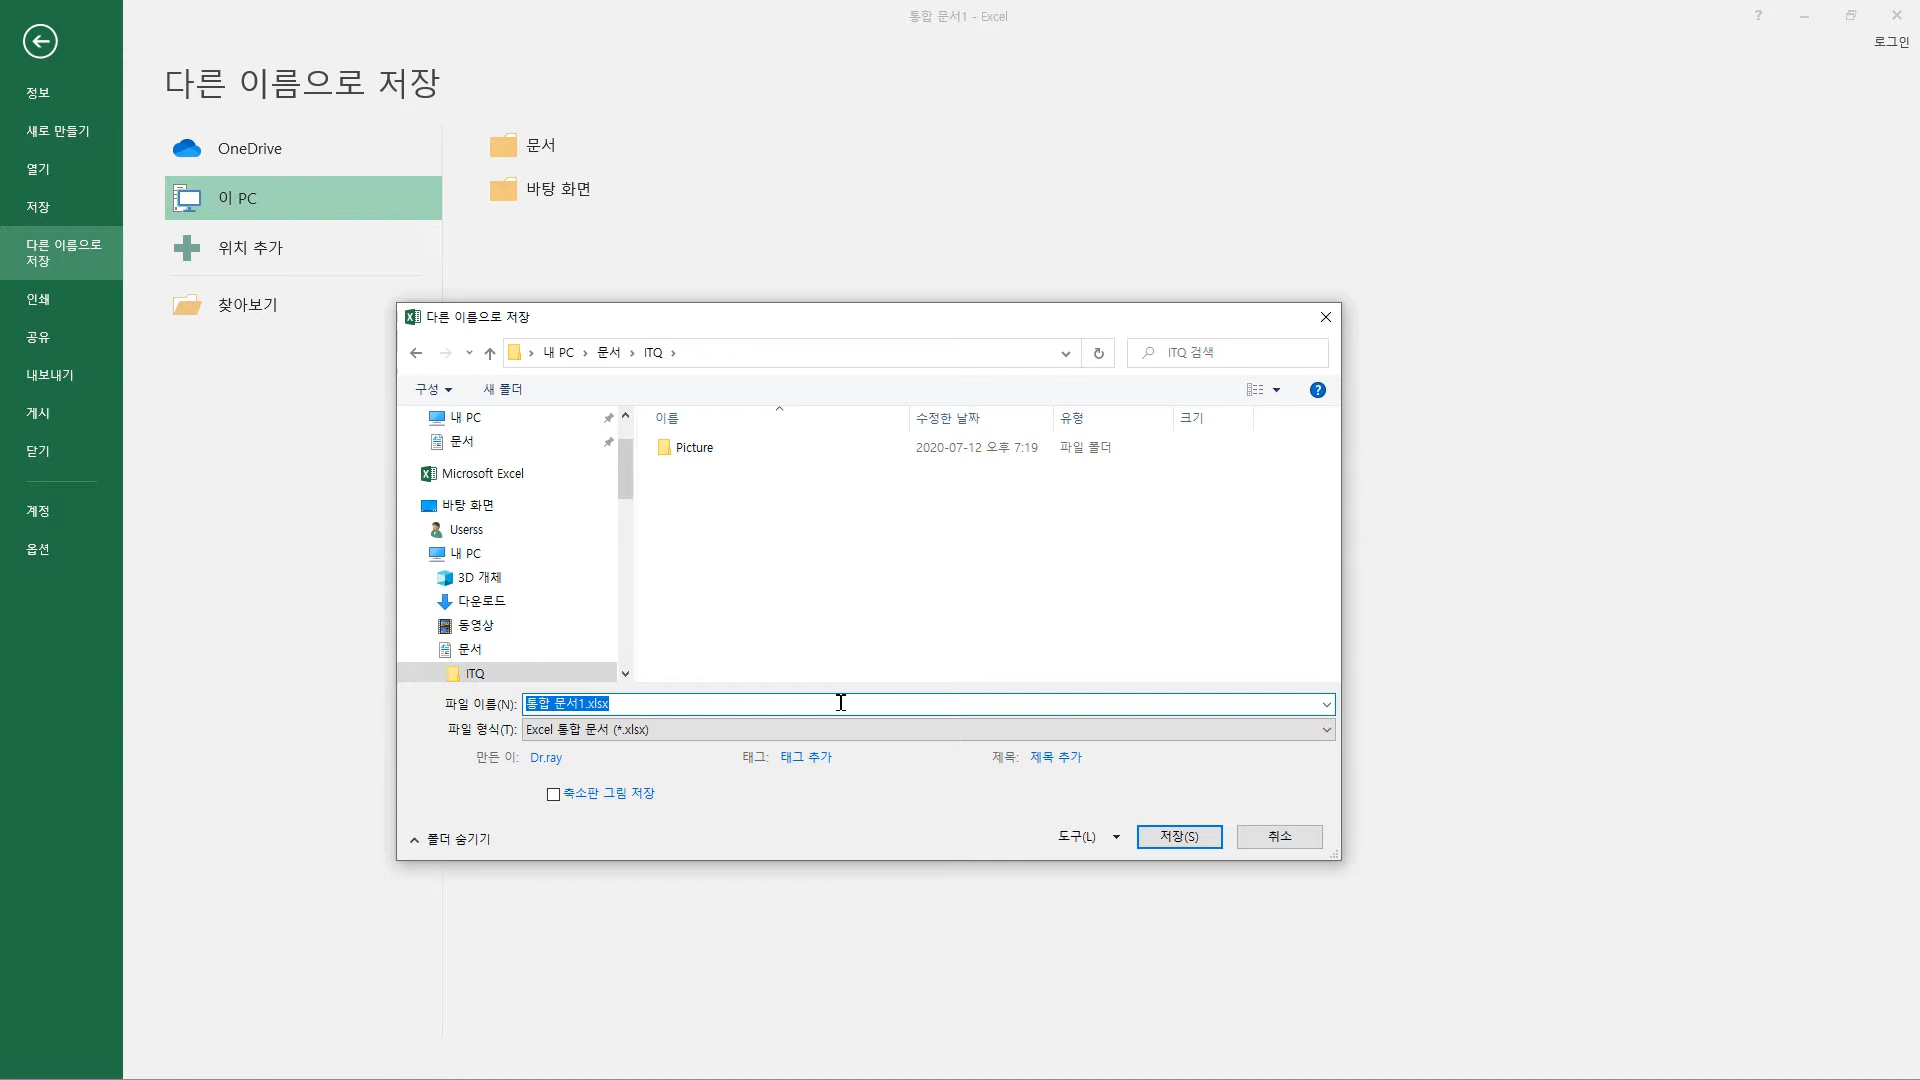 통합 문서1 - Excel
?
로그인
다른 이름으로 저장
정보
새로 만들기
열기
저장
다른 이름으로
저장
인쇄
공유
내보내기
게시
닫기
계정
옵션
OneDrive
이 PC
위치 추가
찾아보기
문서
바탕 화면
다른 이름으로 저장
› 내 PC › 문서 › ITQ ›
ITQ 검색
구성
새 폴더
?
내 PC
문서
Microsoft Excel
바탕 화면
Userss
내 PC
3D 개체
다운로드
동영상
문서
ITQ
이름 수정한 날짜 유형 크기
Picture 2020-07-12 오후 7:19 파일 폴더
파일 이름(N): 통합 문서1.xlsx
파일 형식(T): Excel 통합 문서 (*.xlsx)
만든 이: Dr.ray 태그: 태그 추가 제목: 제목 추가
축소판 그림 저장
폴더 숨기기
도구(L) 저장(S) 취소